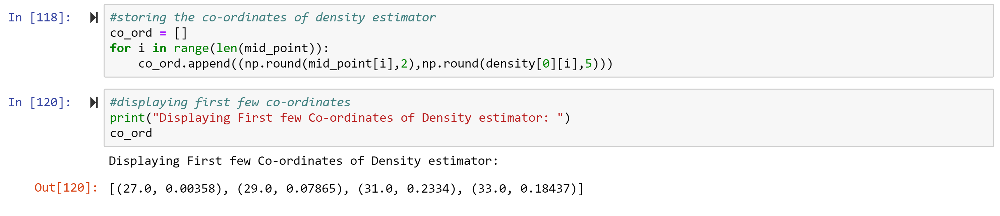 In [118]: #storing the co-ordinates of density estimator
co_ord = []
for i in range(len(mid_point)):
    co_ord.append((np.round(mid_point[i],2),np.round(density[0][i],5)))
In [120]: #displaying first few co-ordinates
print("Displaying First few Co-ordinates of Density estimator: ")
co_ord
Displaying First few Co-ordinates of Density estimator:
Out[120]: [(27.0, 0.00358), (29.0, 0.07865), (31.0, 0.2334), (33.0, 0.18437)]